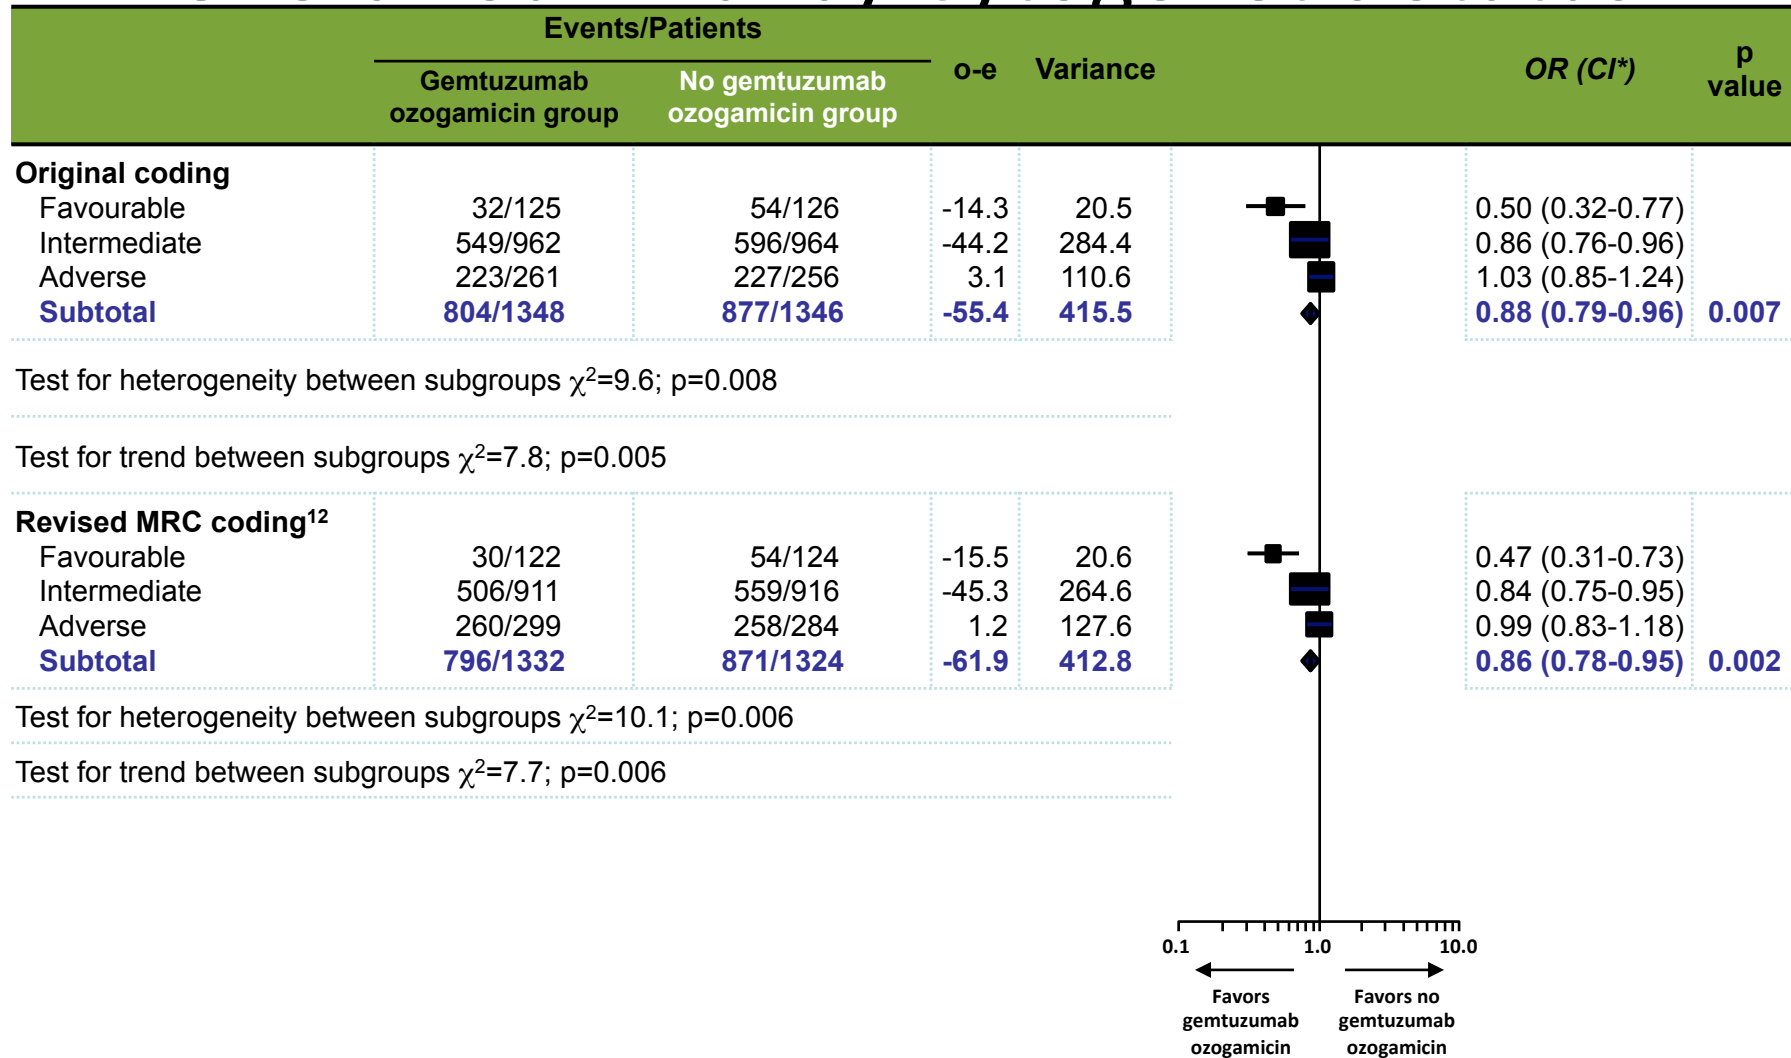 Events/Patients
Gemtuzumab ozogamicin group No gemtuzumab ozogamicin group o-e Variance OR (CI*) p value
Original coding
Favourable 32/125 54/126 -14.3 20.5 0.50 (0.32-0.77)
Intermediate 549/962 596/964 -44.2 284.4 0.86 (0.76-0.96)
Adverse 223/261 227/256 3.1 110.6 1.03 (0.85-1.24)
Subtotal 804/1348 877/1346 -55.4 415.5 0.88 (0.79-0.96) 0.007
Test for heterogeneity between subgroups χ²=9.6; p=0.008
Test for trend between subgroups χ²=7.8; p=0.005
Revised MRC coding¹²
Favourable 30/122 54/124 -15.5 20.6 0.47 (0.31-0.73)
Intermediate 506/911 559/916 -45.3 264.6 0.84 (0.75-0.95)
Adverse 260/299 258/284 1.2 127.6 0.99 (0.83-1.18)
Subtotal 796/1332 871/1324 -61.9 412.8 0.86 (0.78-0.95) 0.002
Test for heterogeneity between subgroups χ²=10.1; p=0.006
Test for trend between subgroups χ²=7.7; p=0.006
0.1 1.0 10.0
Favors gemtuzumab ozogamicin
Favors no gemtuzumab ozogamicin